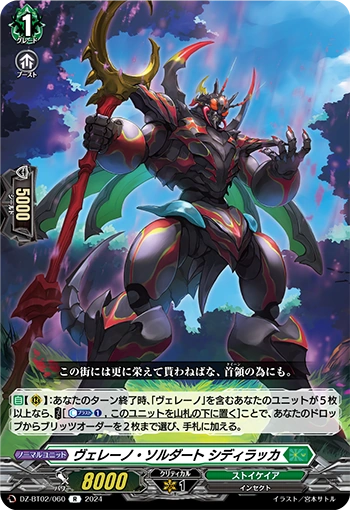 1
グレード
ブースト
5000
シールド
この街には更に栄えて貰わねばな、首領の為にも。
クイーン
自【R】:あなたのターン終了時、「ヴェレーノ」を含むあなたのユニットが5枚
以上なら、【コスト】[ブラスト1, このユニットを山札の下に置く]ことで、あなたのドロ
ップからブリッツオーダーを2枚まで選び、手札に加える。
ノーマルユニット
ヴェレーノ・ソルダート シディラッカ
パワー
8000
クリティカル
1
ストイケイア
インセクト
DZ-BT02/060 R 2024
イラスト/宮本サトル